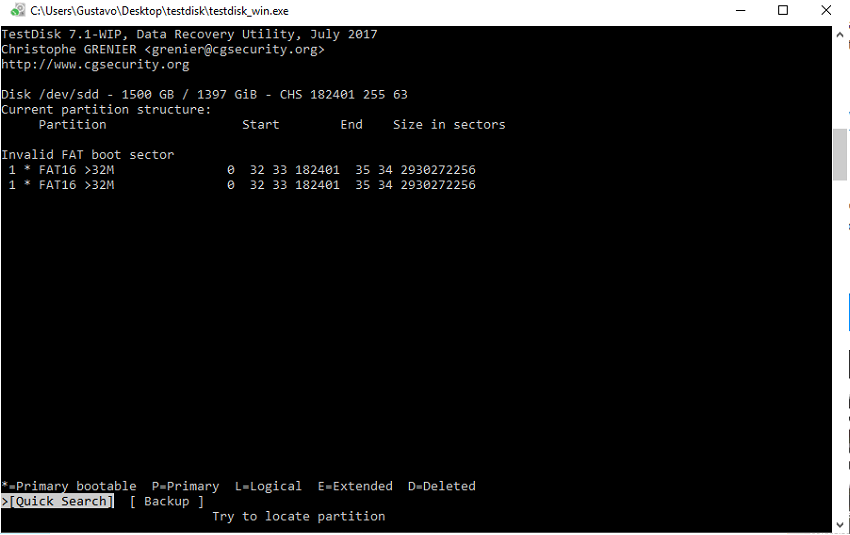 C:\Users\Gustavo\Desktop\testdisk\testdisk_win.exe
TestDisk 7.1-WIP, Data Recovery Utility, July 2017
Christophe GRENIER <grenier@cgsecurity.org>
http://www.cgsecurity.org
Disk /dev/sdd - 1500 GB / 1397 GiB - CHS 182401 255 63
Current partition structure:
Partition Start End Size in sectors
Invalid FAT boot sector
1 * FAT16 >32M 0 32 33 182401 35 34 2930272256
1 * FAT16 >32M 0 32 33 182401 35 34 2930272256
*=Primary bootable P=Primary L=Logical E=Extended D=Deleted
>[Quick Search] [ Backup ]
Try to locate partition